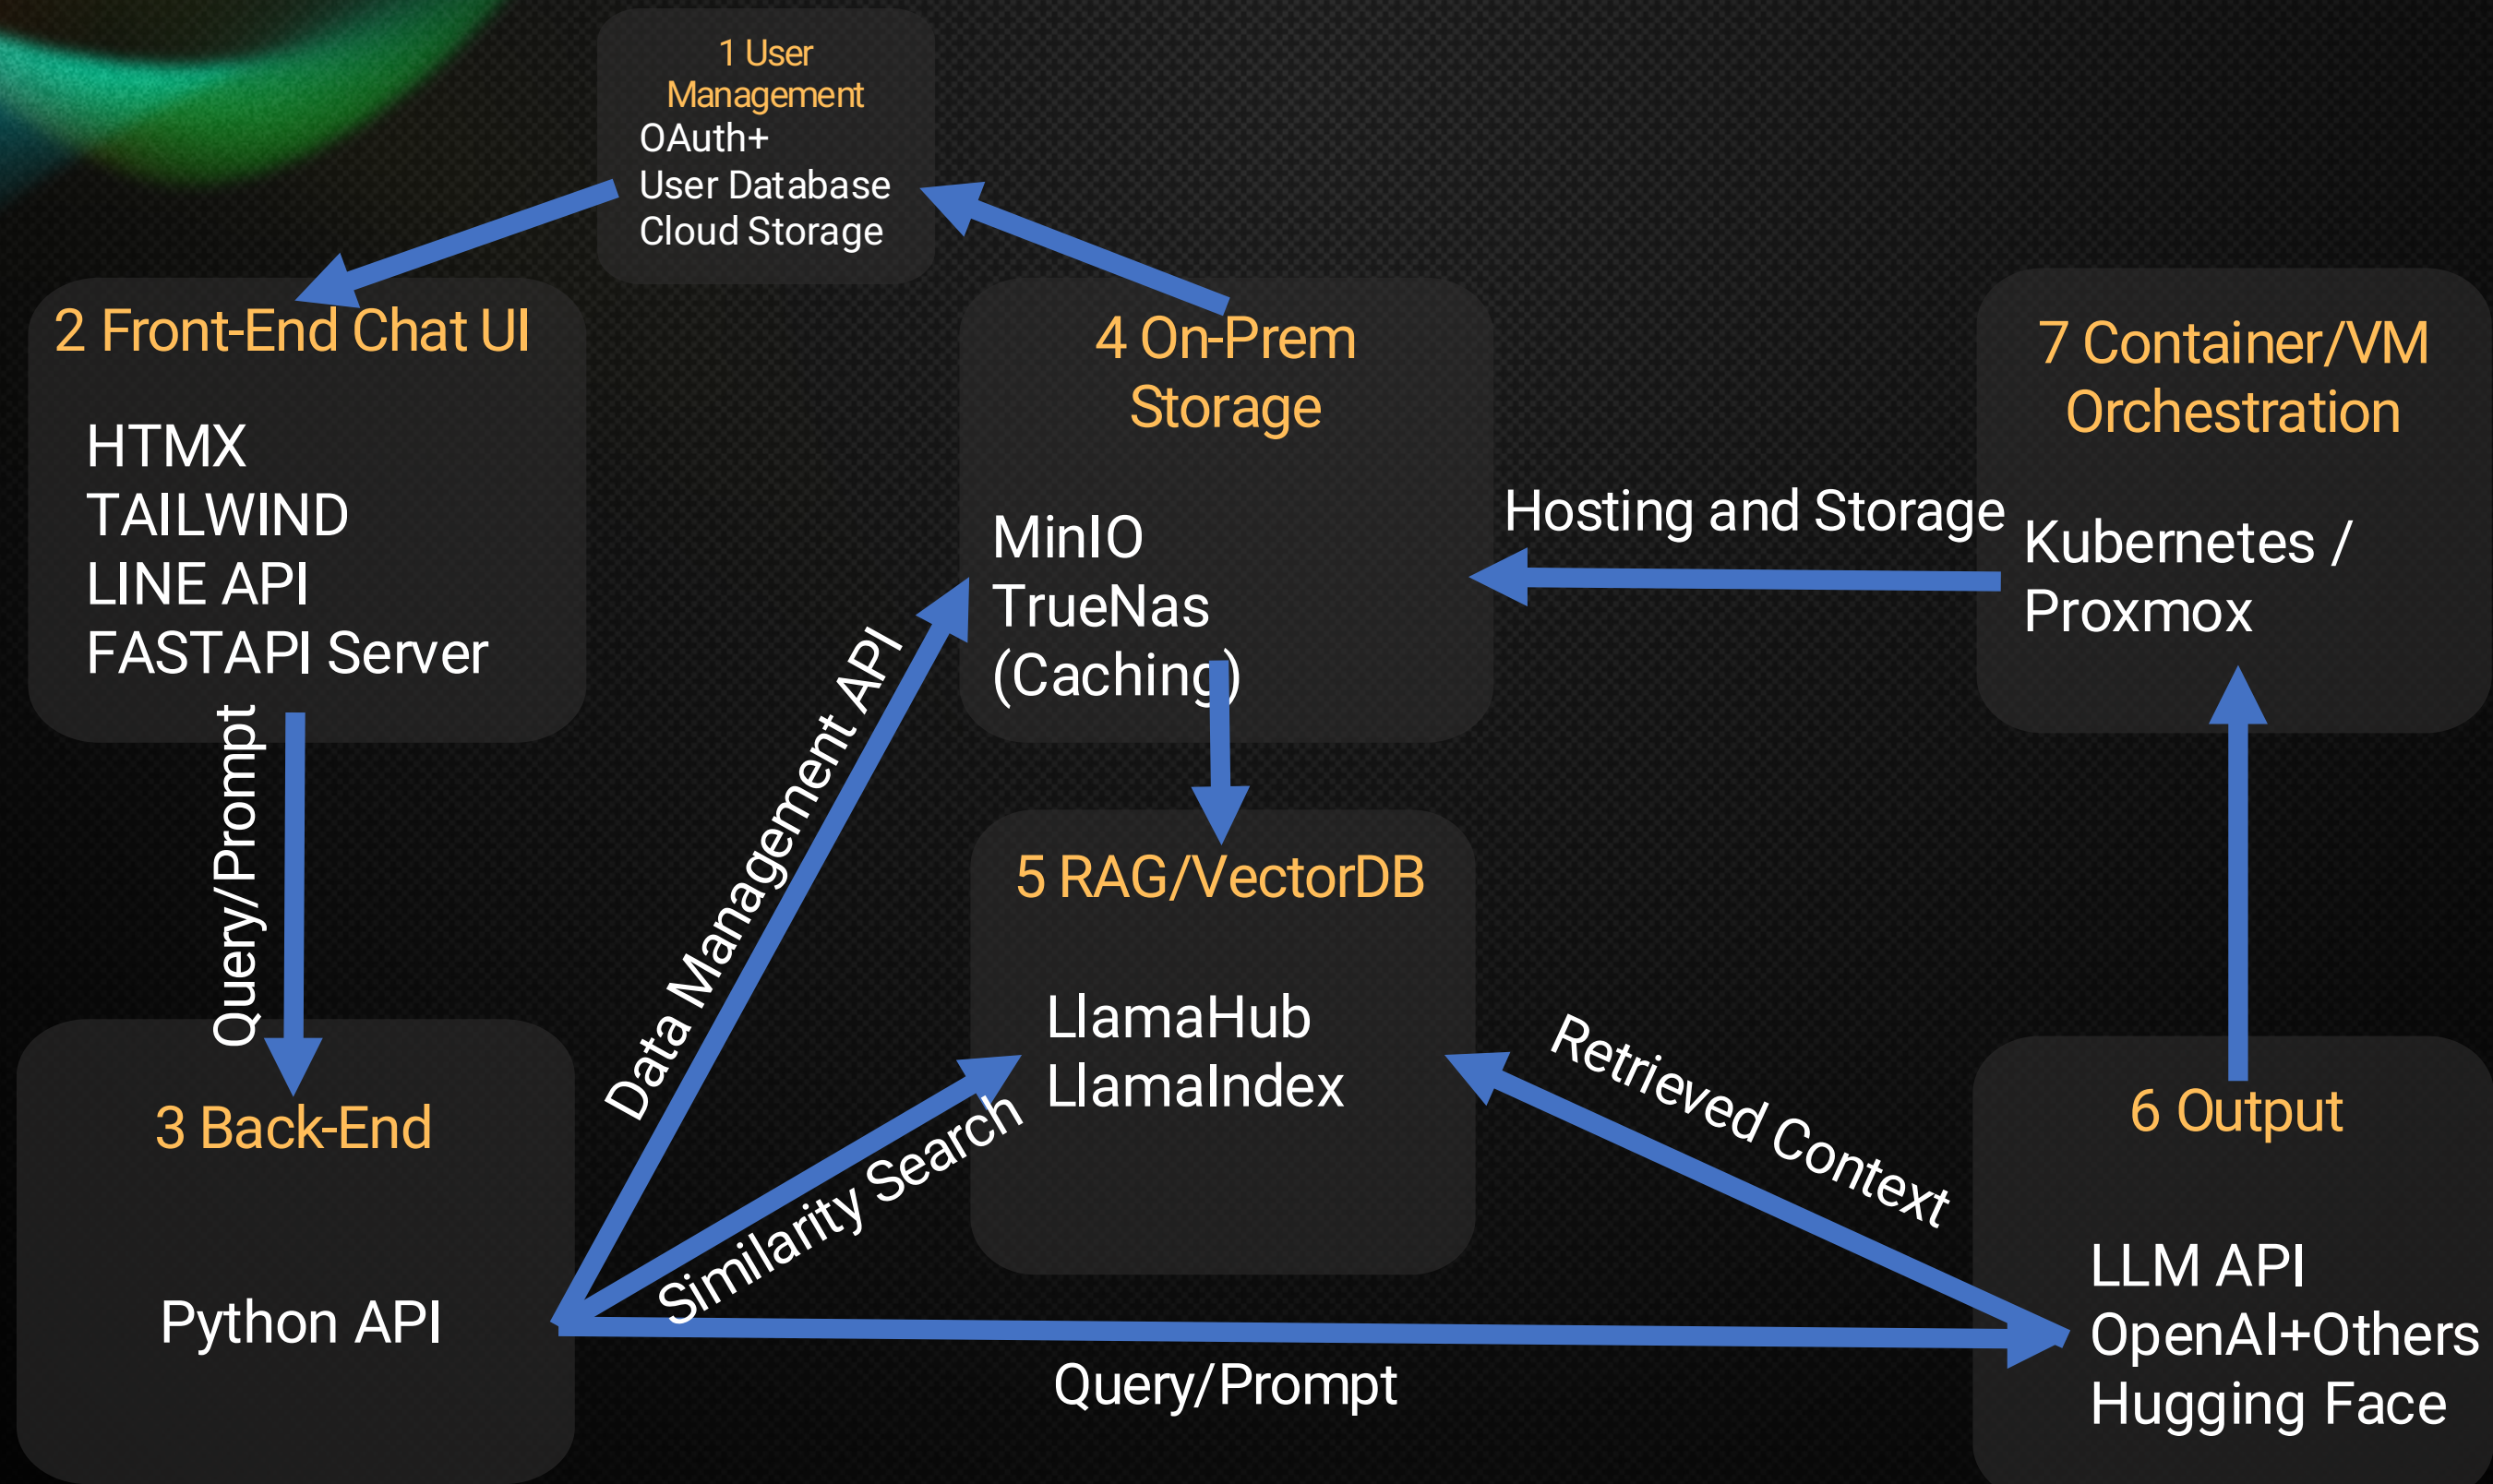 1 User
Management
OAuth+
User Database
Cloud Storage
2 Front-End Chat UI
HTMX
TAILWIND
LINE API
FASTAPI Server
4 On-Prem
Storage
MinIO
TrueNas
(Caching)
Hosting and Storage
7 Container/VM
Orchestration
Kubernetes /
Proxmox
Query/Prompt
Data Management API
5 RAG/VectorDB
LlamaHub
LlamaIndex
Similarity Search
Retrieved Context
3 Back-End
Python API
Query/Prompt
6 Output
LLM API
OpenAI+Others
Hugging Face